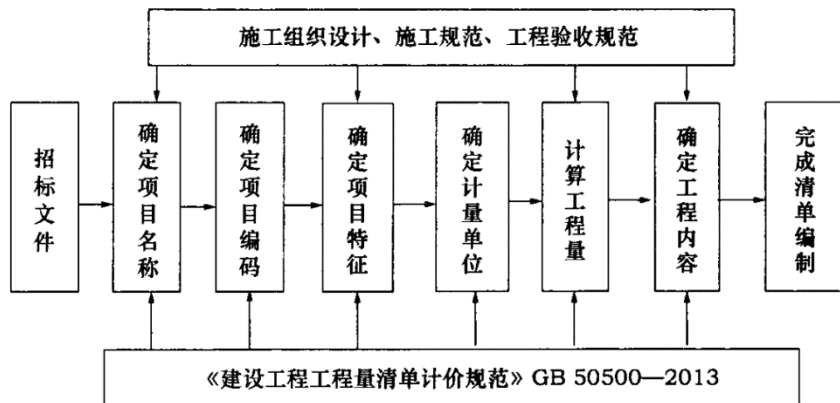 施工组织设计、施工规范、工程验收规范
招标文件
确定项目名称
确定项目编码
确定项目特征
确定计量单位
计算工程量
确定工程内容
完成清单编制
《建设工程工程量清单计价规范》GB 50500—2013